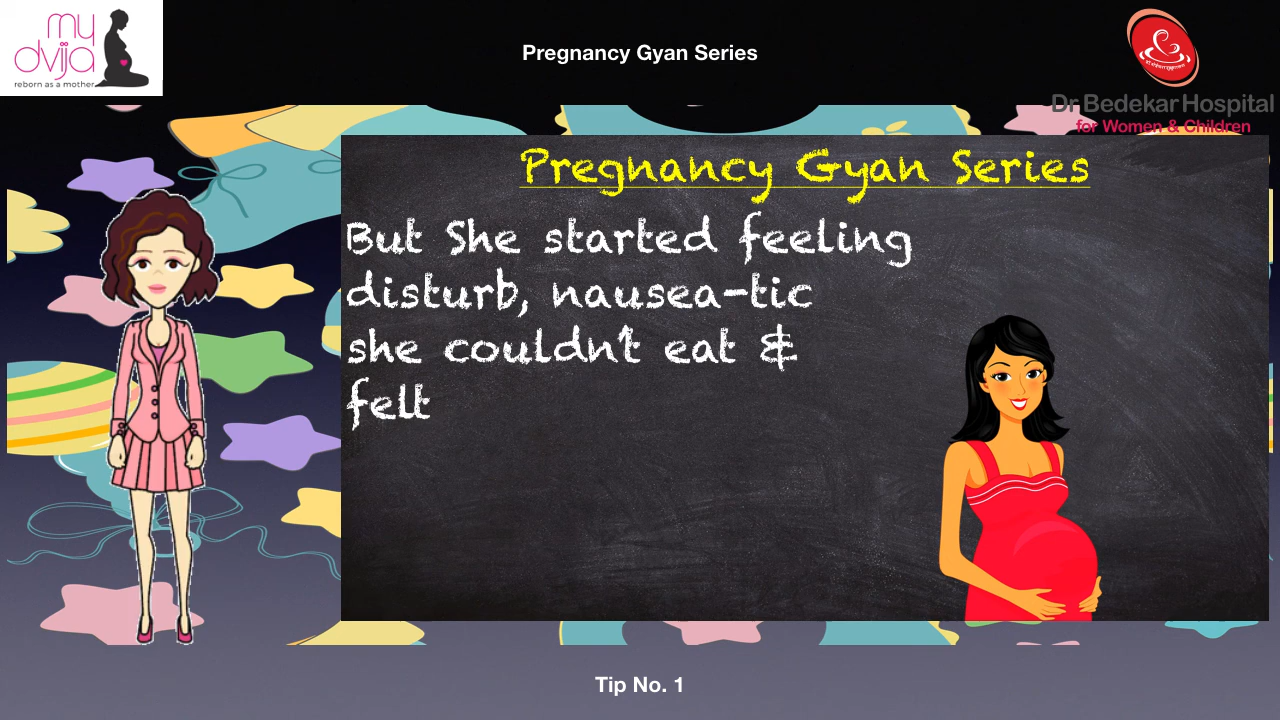 my
dvija
reborn as a mother
Pregnancy Gyan Series
Dr Bedekar Hospital
for Women & Children
Pregnancy Gyan Series
But She started feeling
disturb, nausea-tic
she couldn't eat &
felt
Tip No. 1